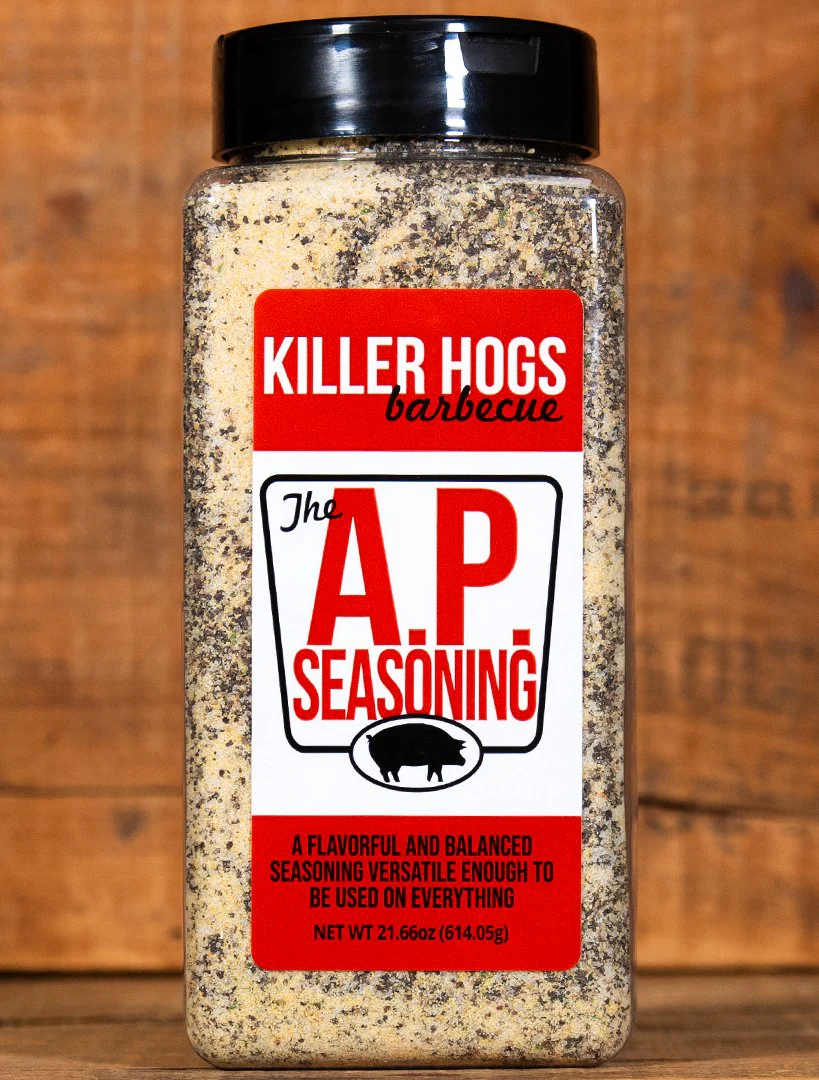 KILLER HOGS
barbecue
The
A.P.
SEASONING
A FLAVORFUL AND BALANCED
SEASONING VERSATILE ENOUGH TO
BE USED ON EVERYTHING
NET WT 21.66oz (614.05g)